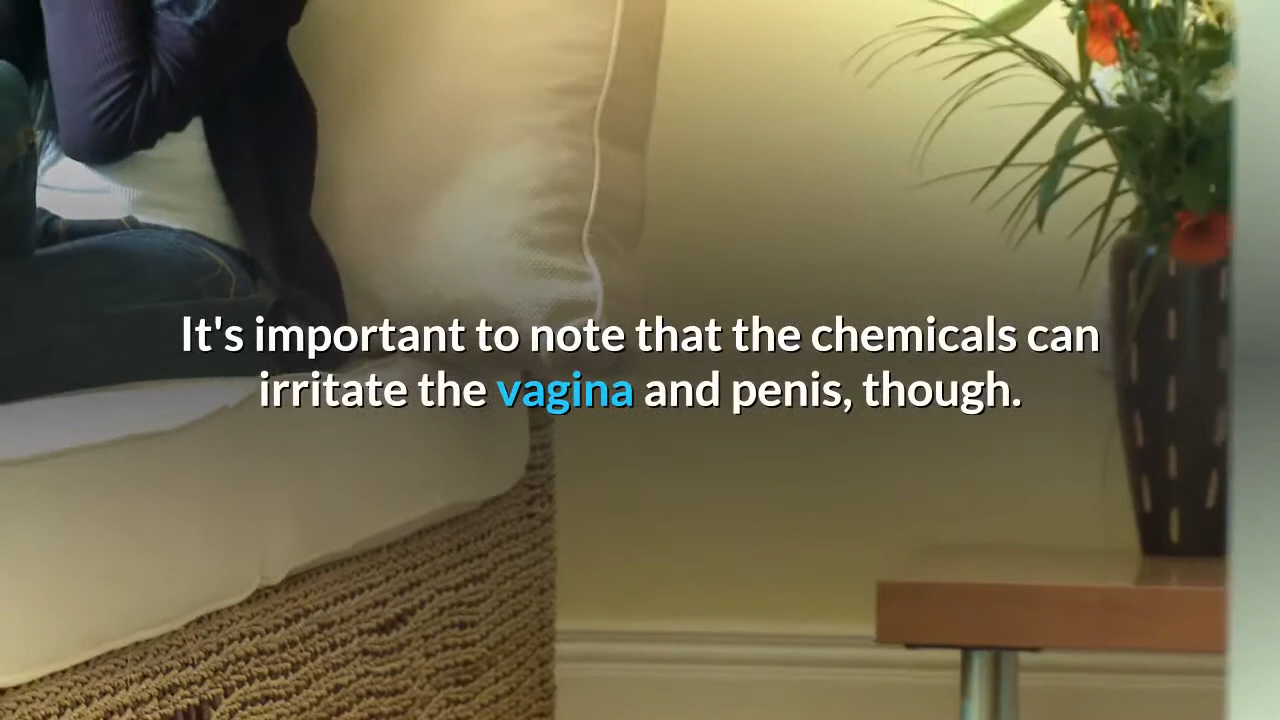 It's important to note that the chemicals can
irritate the vagina and penis, though.